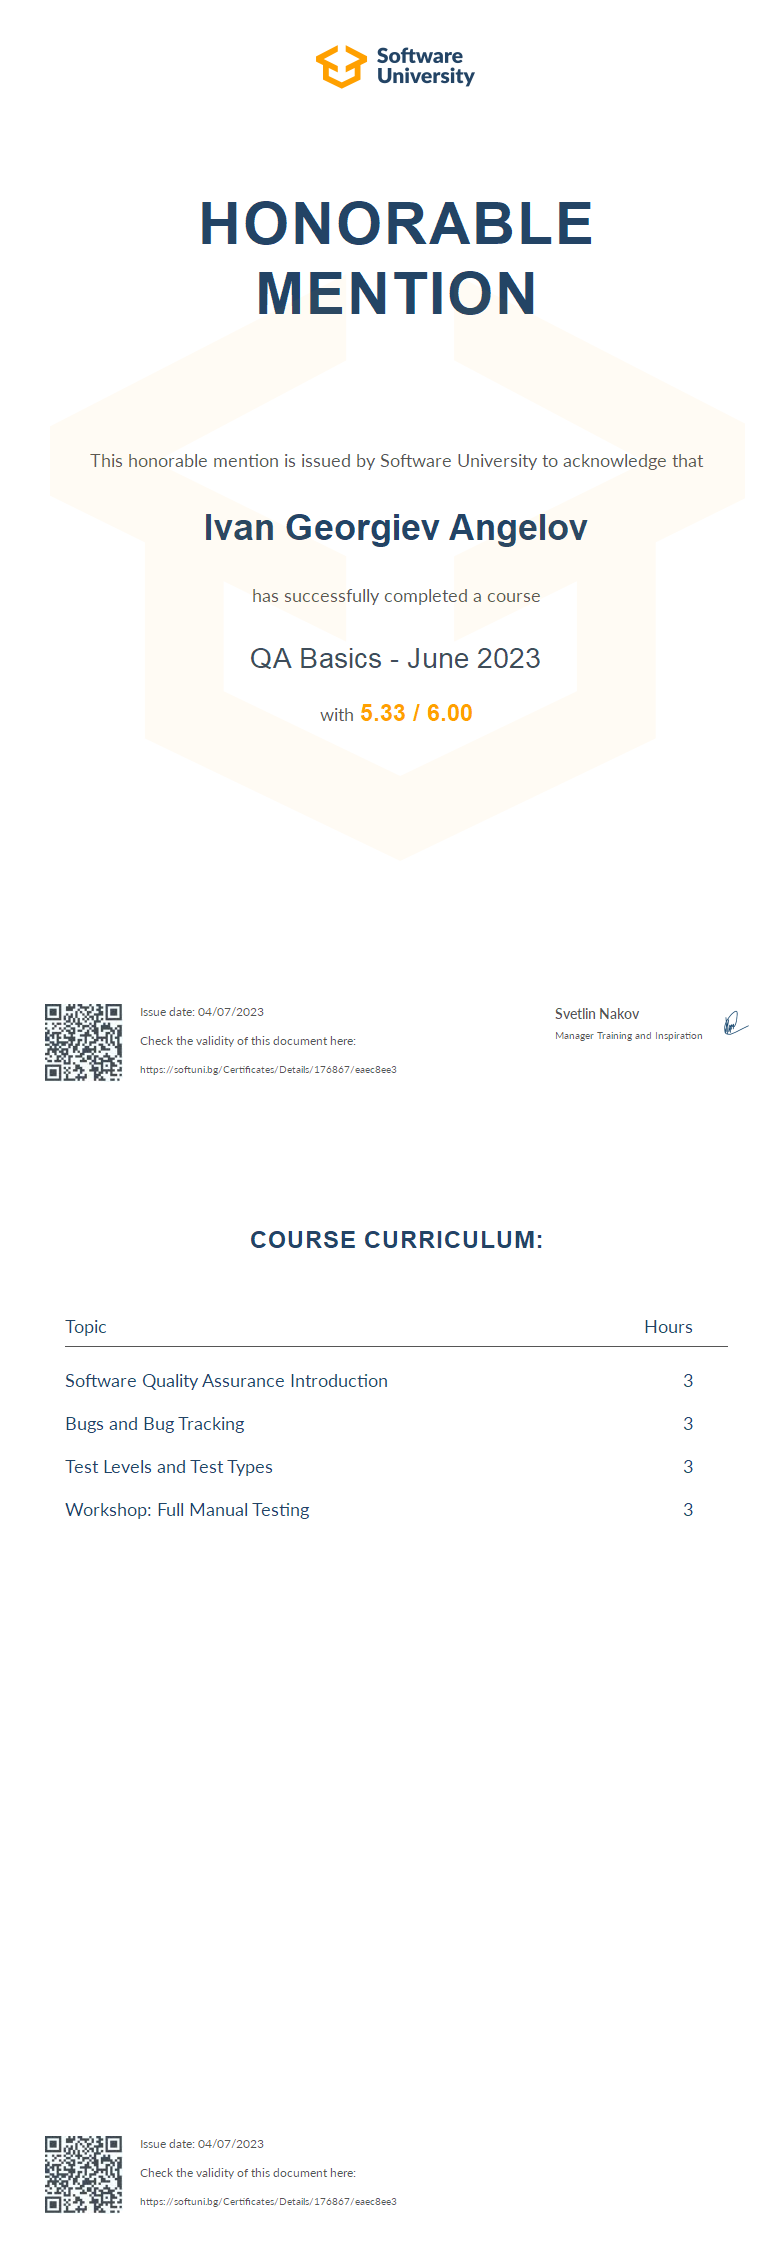 Software
University
HONORABLE
MENTION
This honorable mention is issued by Software University to acknowledge that
Ivan Georgiev Angelov
has successfully completed a course
QA Basics - June 2023
with 5.33 / 6.00
Issue date: 04/07/2023
Check the validity of this document here:
https://softuni.bg/Certificates/Details/176867/eaec8ee3
Svetlin Nakov
Manager Training and Inspiration
COURSE CURRICULUM:
Topic Hours
Software Quality Assurance Introduction 3
Bugs and Bug Tracking 3
Test Levels and Test Types 3
Workshop: Full Manual Testing 3
Issue date: 04/07/2023
Check the validity of this document here:
https://softuni.bg/Certificates/Details/176867/eaec8ee3